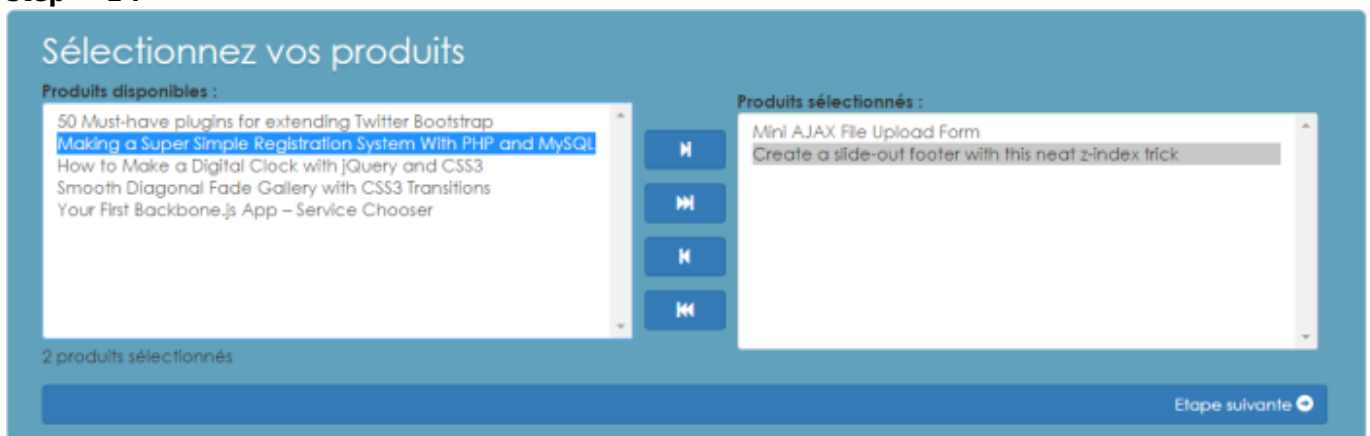 Sélectionnez vos produits
Produits disponibles :
50 Must-have plugins for extending Twitter Bootstrap
Making a Super Simple Registration System With PHP and MySQL
How to Make a Digital Clock with jQuery and CSS3
Smooth Diagonal Fade Gallery with CSS3 Transitions
Your First Backbone.js App – Service Chooser
2 produits sélectionnés
Produits sélectionnés :
Mini AJAX File Upload Form
Create a slide-out footer with this neat z-index trick
Etape suivante